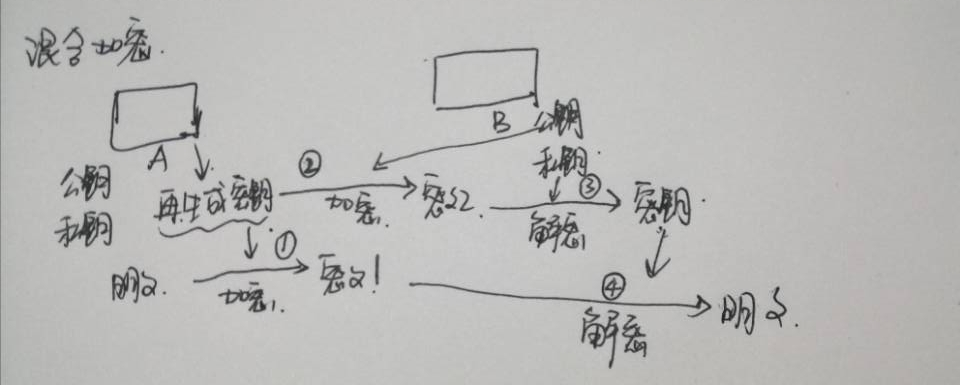 混合加密.
B 公钥
私钥
A
公钥
私钥
再生成密钥 ② 加密 密文2. ③ 解密 密钥.
①
明文. 加密. 密文1 ④ 解密 明文.